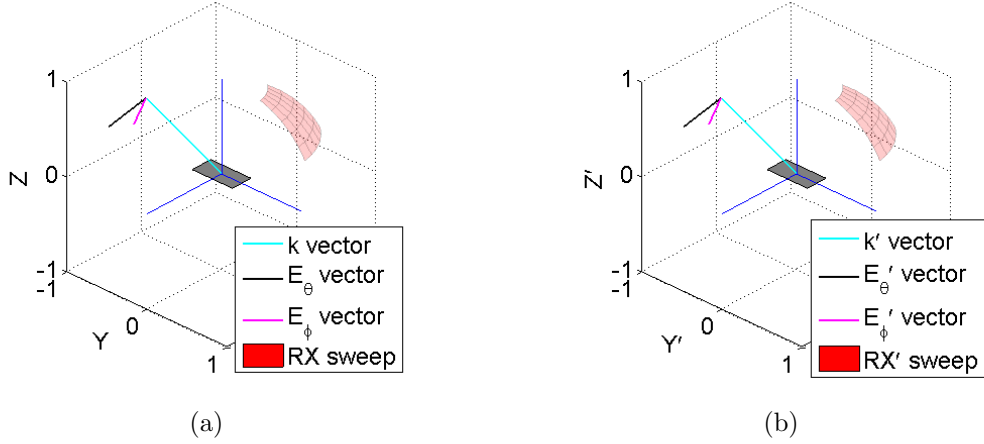 1
0
-1
-1
0
1
Z
Y
k vector
E_θ vector
E_ϕ vector
RX sweep
(a)
1
0
-1
-1
0
1
Z′
Y′
k′ vector
E_θ′ vector
E_ϕ′ vector
RX′ sweep
(b)